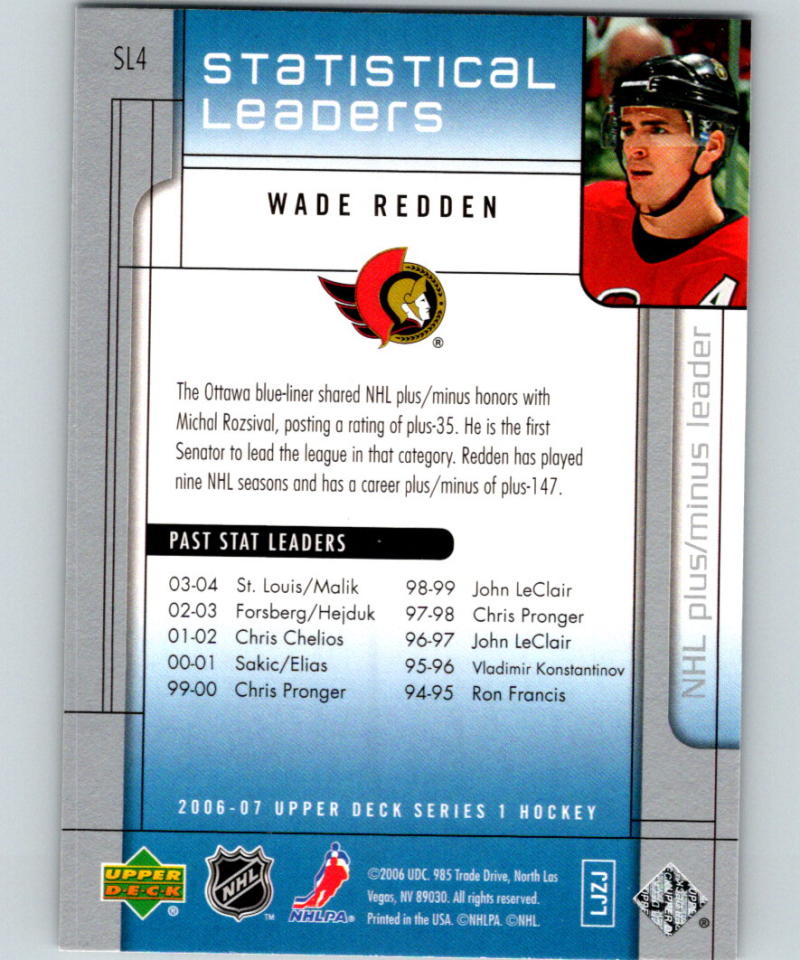 SL4
STATISTICAL
LEADERS
WADE REDDEN
®
A
The Ottawa blue-liner shared NHL plus/minus honors with
Michal Rozsival, posting a rating of plus-35. He is the first
Senator to lead the league in that category. Redden has played
nine NHL seasons and has a career plus/minus of plus-147.
NHL plus/minus leader
PAST STAT LEADERS
03-04 St. Louis/Malik
02-03 Forsberg/Hejduk
01-02 Chris Chelios
00-01 Sakic/Elias
99-00 Chris Pronger
98-99 John LeClair
97-98 Chris Pronger
96-97 John LeClair
95-96 Vladimir Konstantinov
94-95 Ron Francis
2006-07 UPPER DECK SERIES 1 HOCKEY
UPPER
DECK ®
NHL ™
NHLPA ®
©2006 UDC. 985 Trade Drive, North Las
Vegas, NV 89030. All rights reserved.
Printed in the USA. ©NHLPA. ©NHL.
LJZJ
®